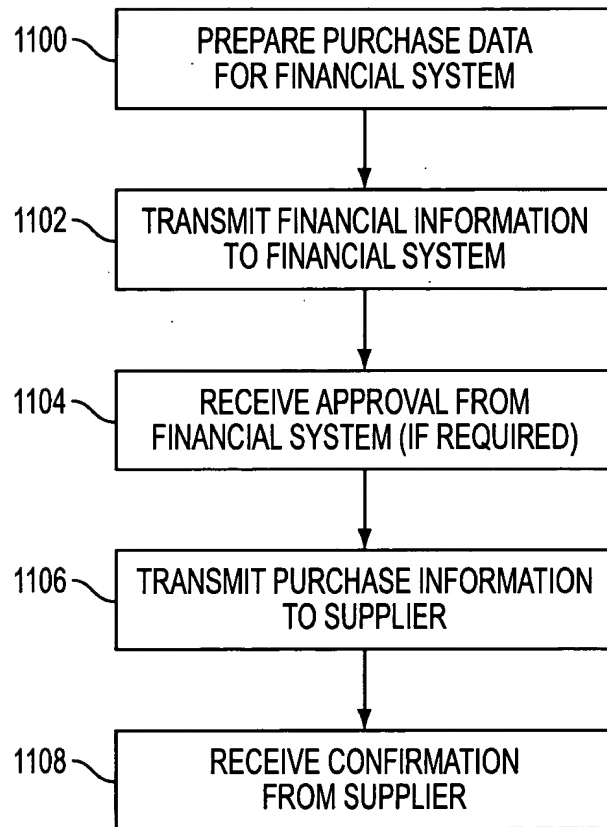 1100
PREPARE PURCHASE DATA
FOR FINANCIAL SYSTEM
1102
TRANSMIT FINANCIAL INFORMATION
TO FINANCIAL SYSTEM
1104
RECEIVE APPROVAL FROM
FINANCIAL SYSTEM (IF REQUIRED)
1106
TRANSMIT PURCHASE INFORMATION
TO SUPPLIER
1108
RECEIVE CONFIRMATION
FROM SUPPLIER